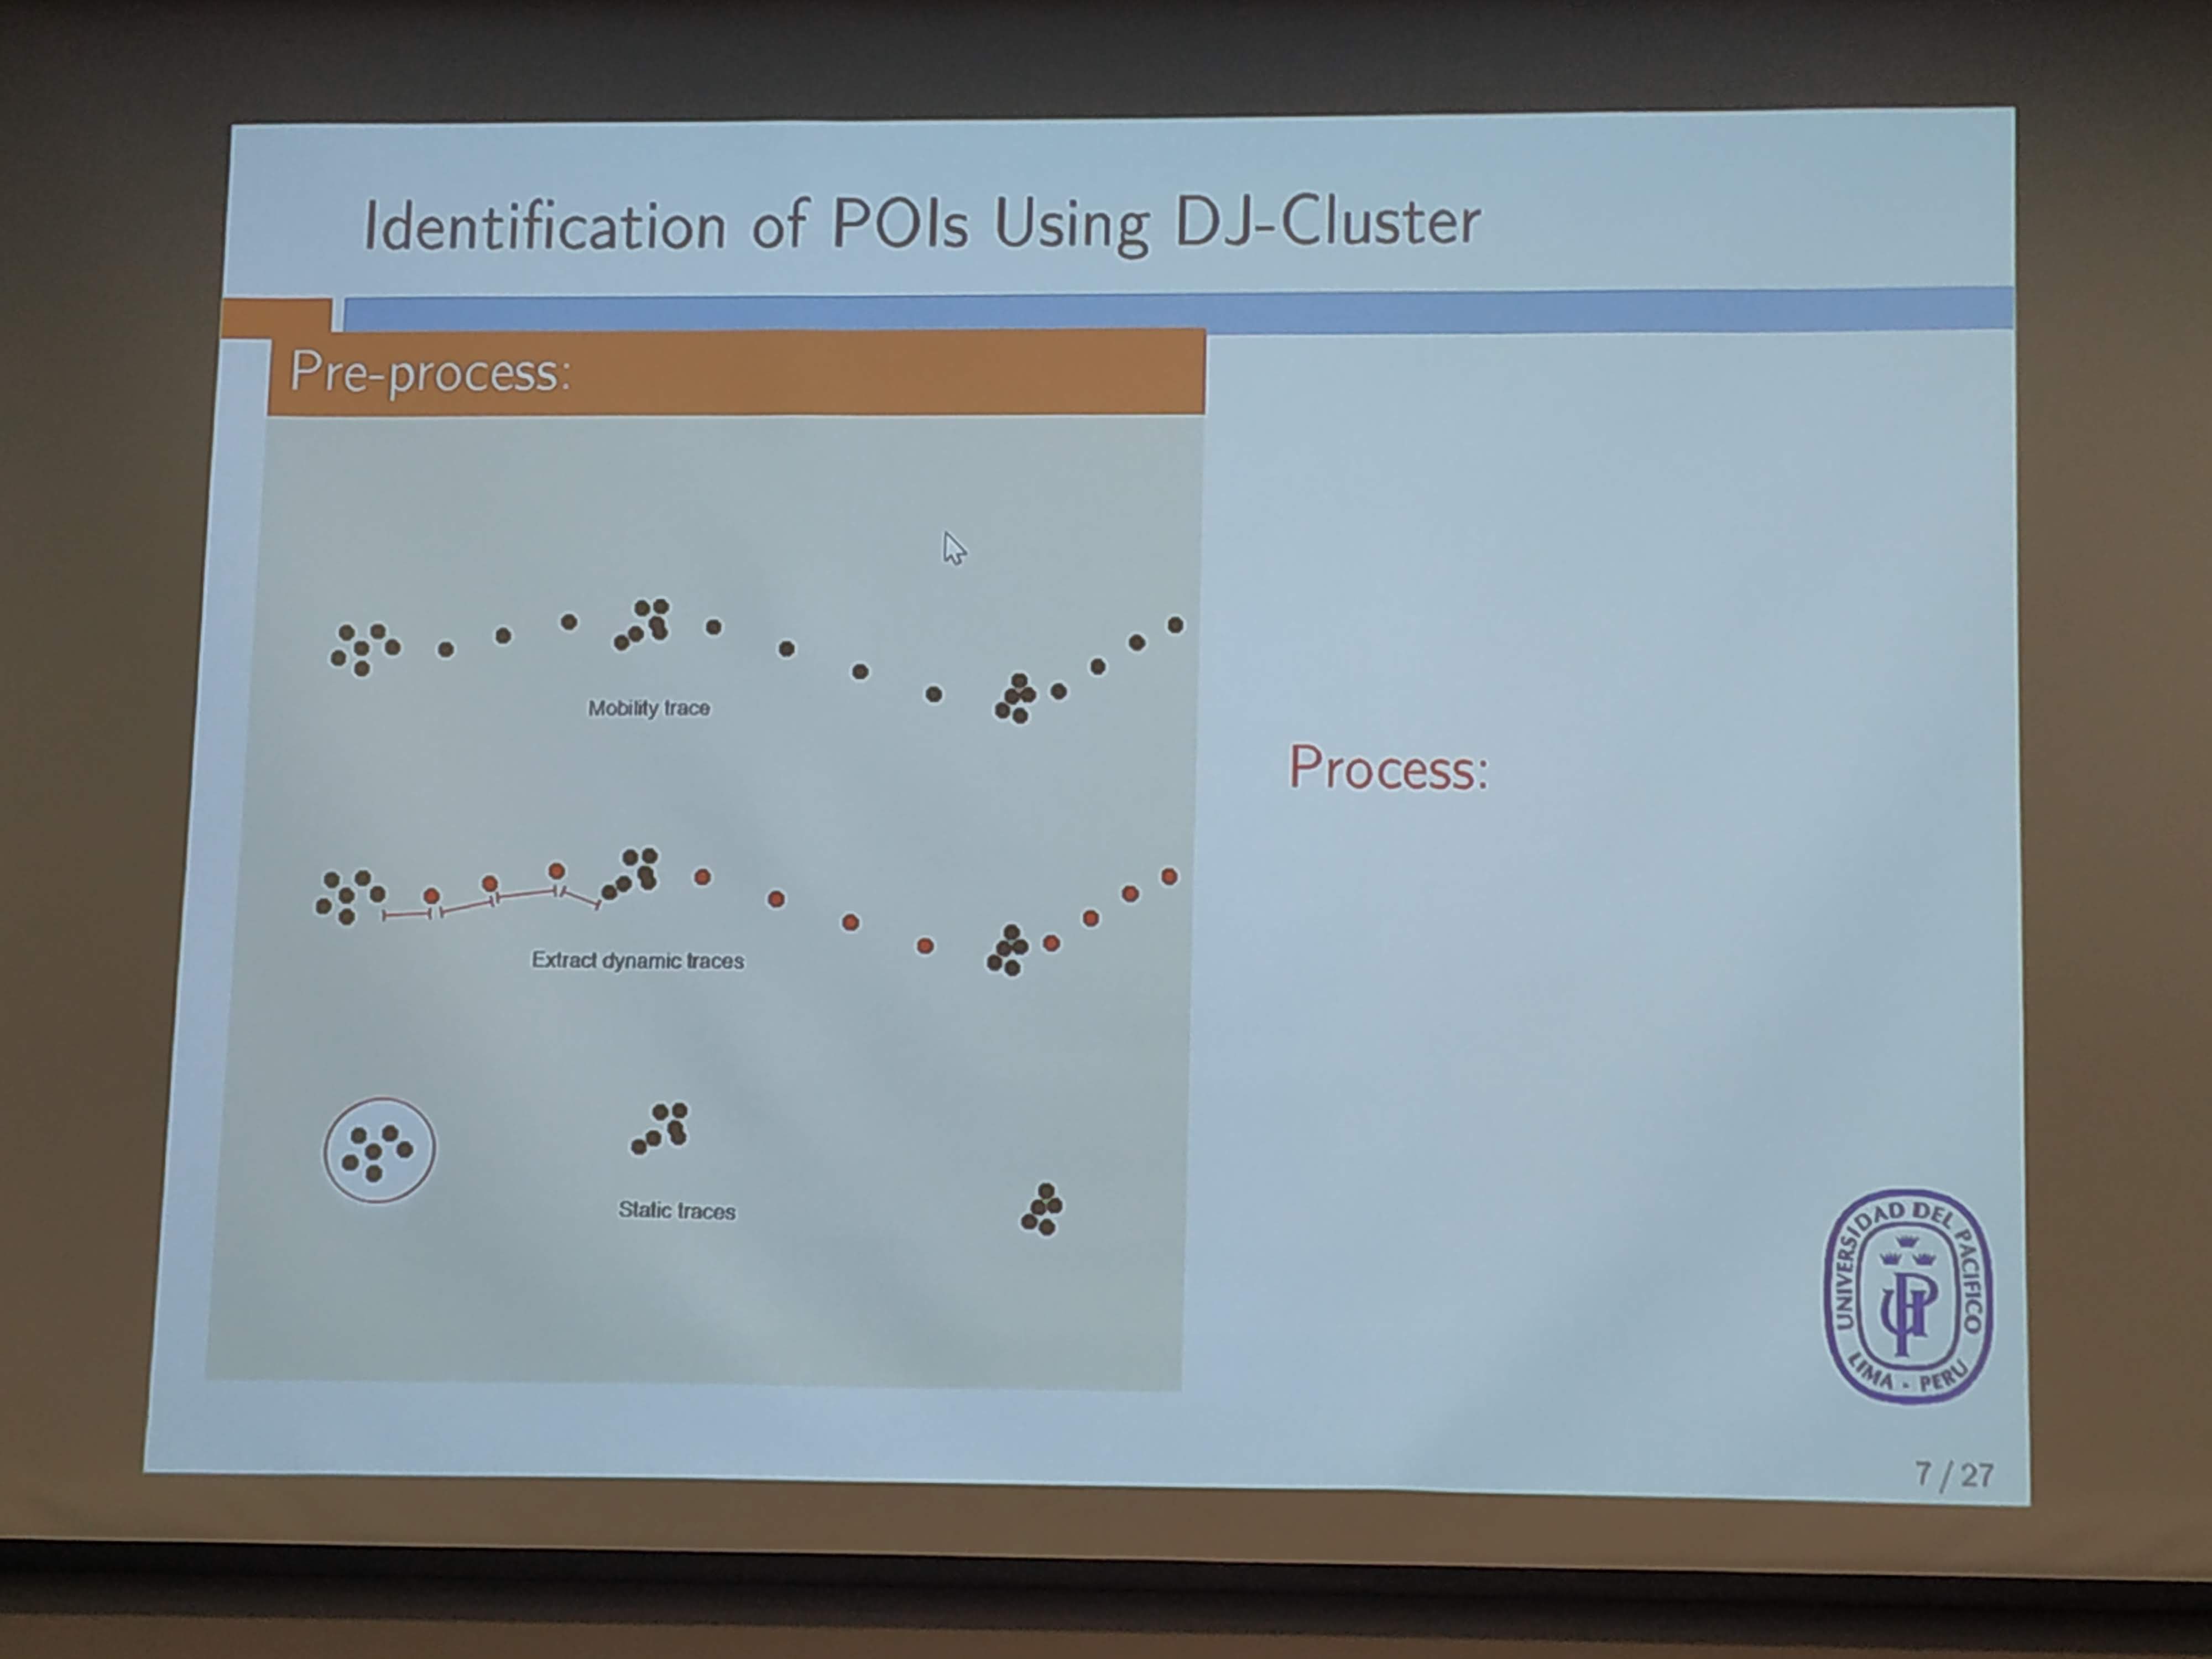 Identification of POIs Using DJ-Cluster
Pre-process:
Mobility trace
Extract dynamic traces
Static traces
Process:
UNIVERSIDAD DEL PACIFICO
LIMA - PERU
7 / 27